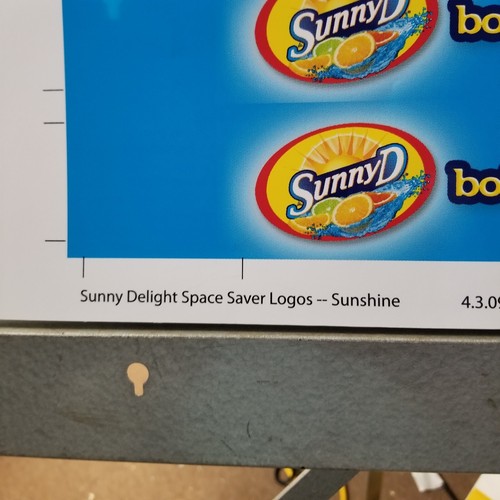 SunnyD bo
SunnyD bo
Sunny Delight Space Saver Logos -- Sunshine 4.3.09